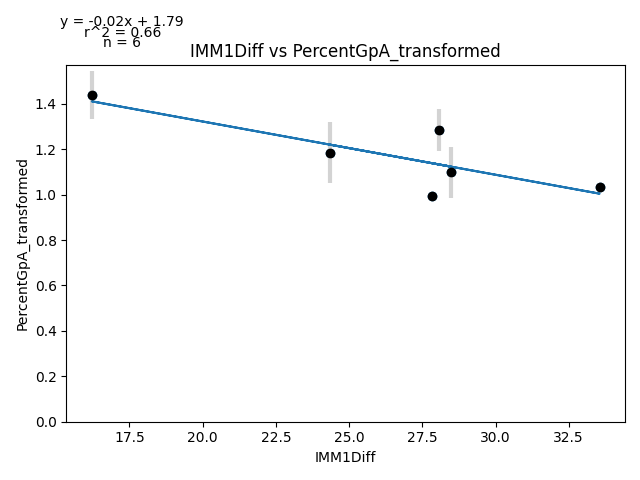 y = -0.02x + 1.79
r^2 = 0.66
n = 6
IMM1Diff vs PercentGpA_transformed
PercentGpA_transformed
1.4
1.2
1.0
0.8
0.6
0.4
0.2
0.0
17.5 20.0 22.5 25.0 27.5 30.0 32.5
IMM1Diff